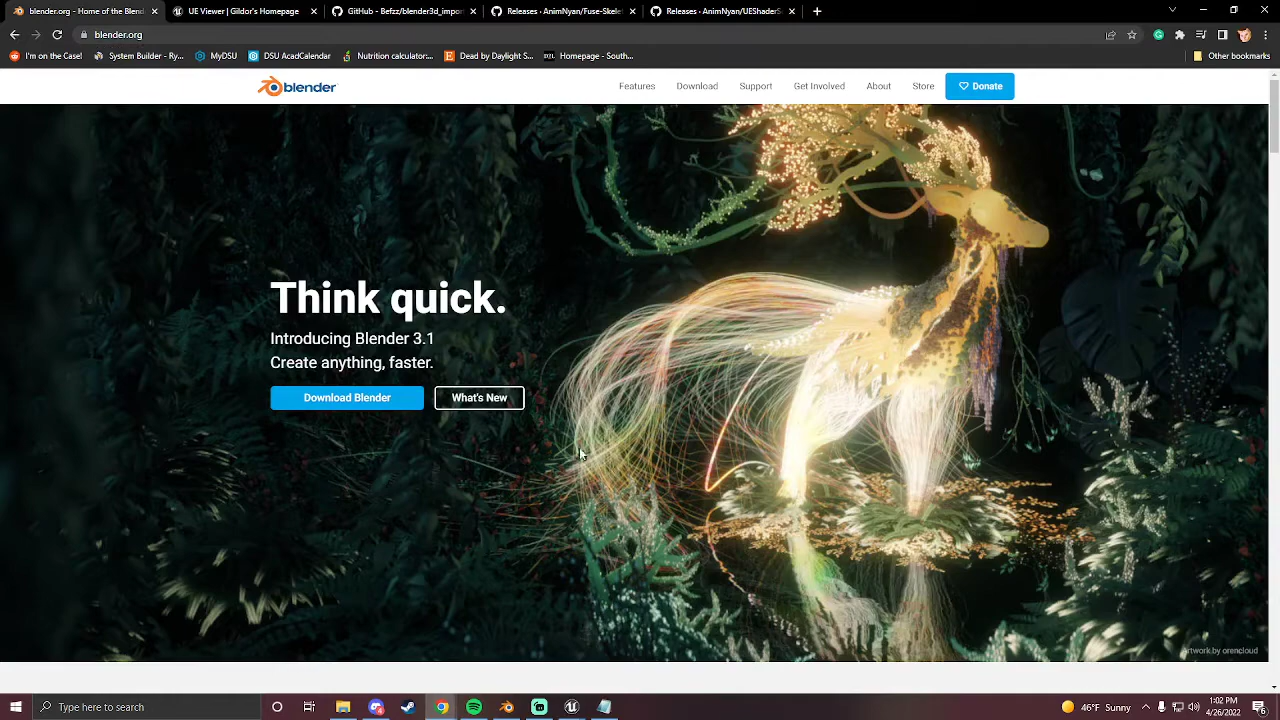 blender.org - Home of the Blend
UE Viewer | Gildor's Homepage
GitHub - Befzz/blender3d_import
Releases · AnimNyan/Fuse-Skelet
Releases · AnimNyan/UEShaderS
blender.org
I'm on the Case!
System Builder - Ry...
MyDSU
DSU AcadCalendar
Nutrition calculator...
Dead by Daylight S...
Homepage - South...
Other bookmarks
blender
Features
Download
Support
Get Involved
About
Store
Donate
Think quick.
Introducing Blender 3.1
Create anything, faster.
Download Blender
What's New
Artwork by orencloud
Type here to search
46°F Sunny
1:02 PM
4/26/2022